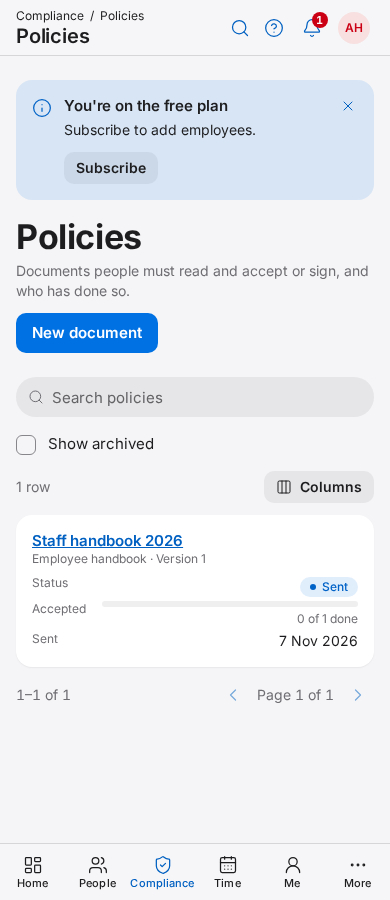 Compliance / Policies
Policies
1
AH
You're on the free plan
Subscribe to add employees.
Subscribe
Policies
Documents people must read and accept or sign, and
who has done so.
New document
Search policies
Show archived
1 row
Columns
Staff handbook 2026
Employee handbook · Version 1
Status
Sent
Accepted
0 of 1 done
Sent
7 Nov 2026
1–1 of 1
Page 1 of 1
Home
People
Compliance
Time
Me
More